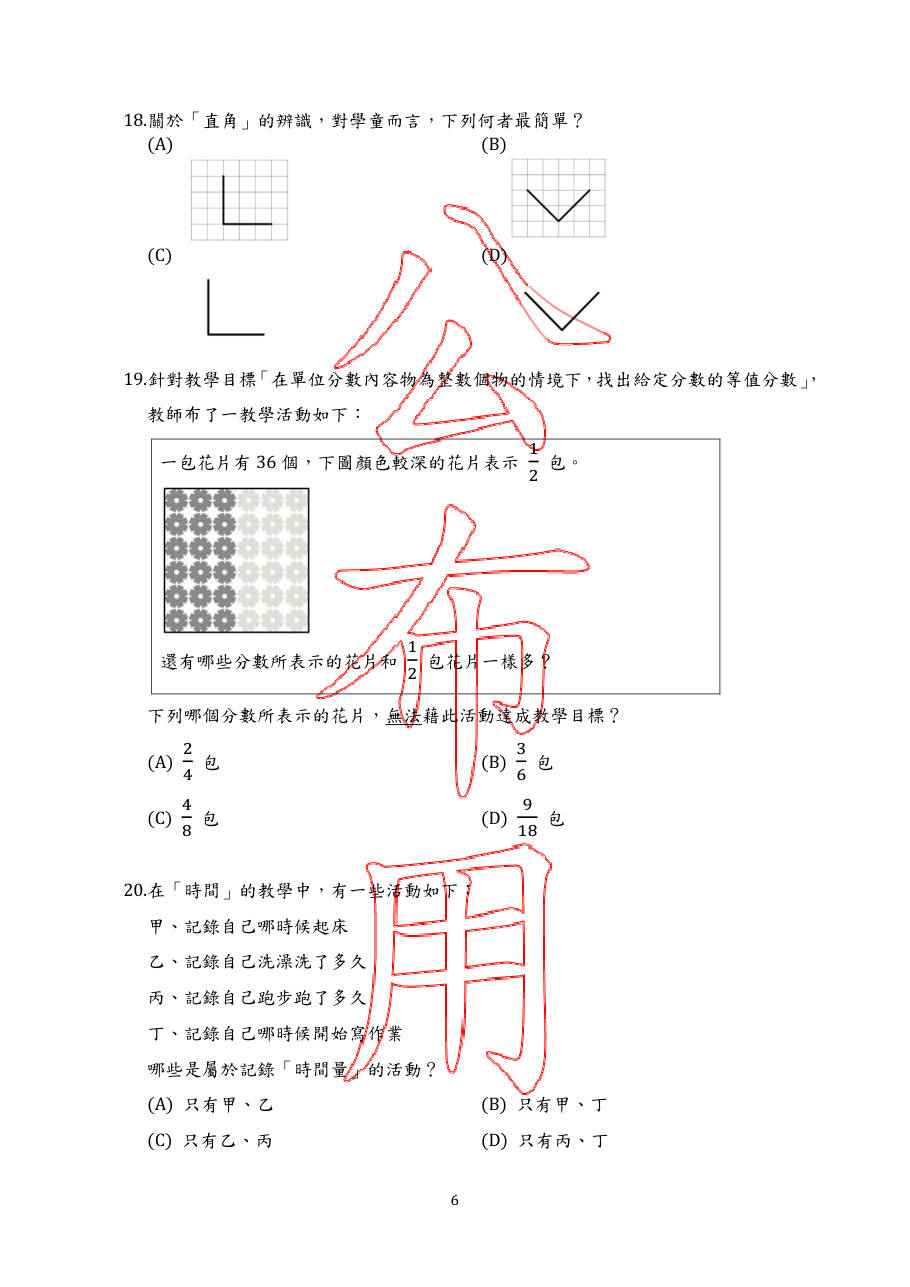 18.關於「直角」的辨識，對學童而言，下列何者最簡單？
(A) (B)
(C) (D)
19.針對教學目標「在單位分數內容物為整數個物的情境下，找出給定分數的等值分數」，
教師布了一教學活動如下：
一包花片有 36 個，下圖顏色較深的花片表示 1/2 包。
還有哪些分數所表示的花片和 1/2 包花片一樣多？
下列哪個分數所表示的花片，無法藉此活動達成教學目標？
(A) 2/4 包 (B) 3/6 包
(C) 4/8 包 (D) 9/18 包
20.在「時間」的教學中，有一些活動如下：
甲、記錄自己哪時候起床
乙、記錄自己洗澡洗了多久
丙、記錄自己跑步跑了多久
丁、記錄自己哪時候開始寫作業
哪些是屬於記錄「時間量」的活動？
(A) 只有甲、乙 (B) 只有甲、丁
(C) 只有乙、丙 (D) 只有丙、丁
6
公布用